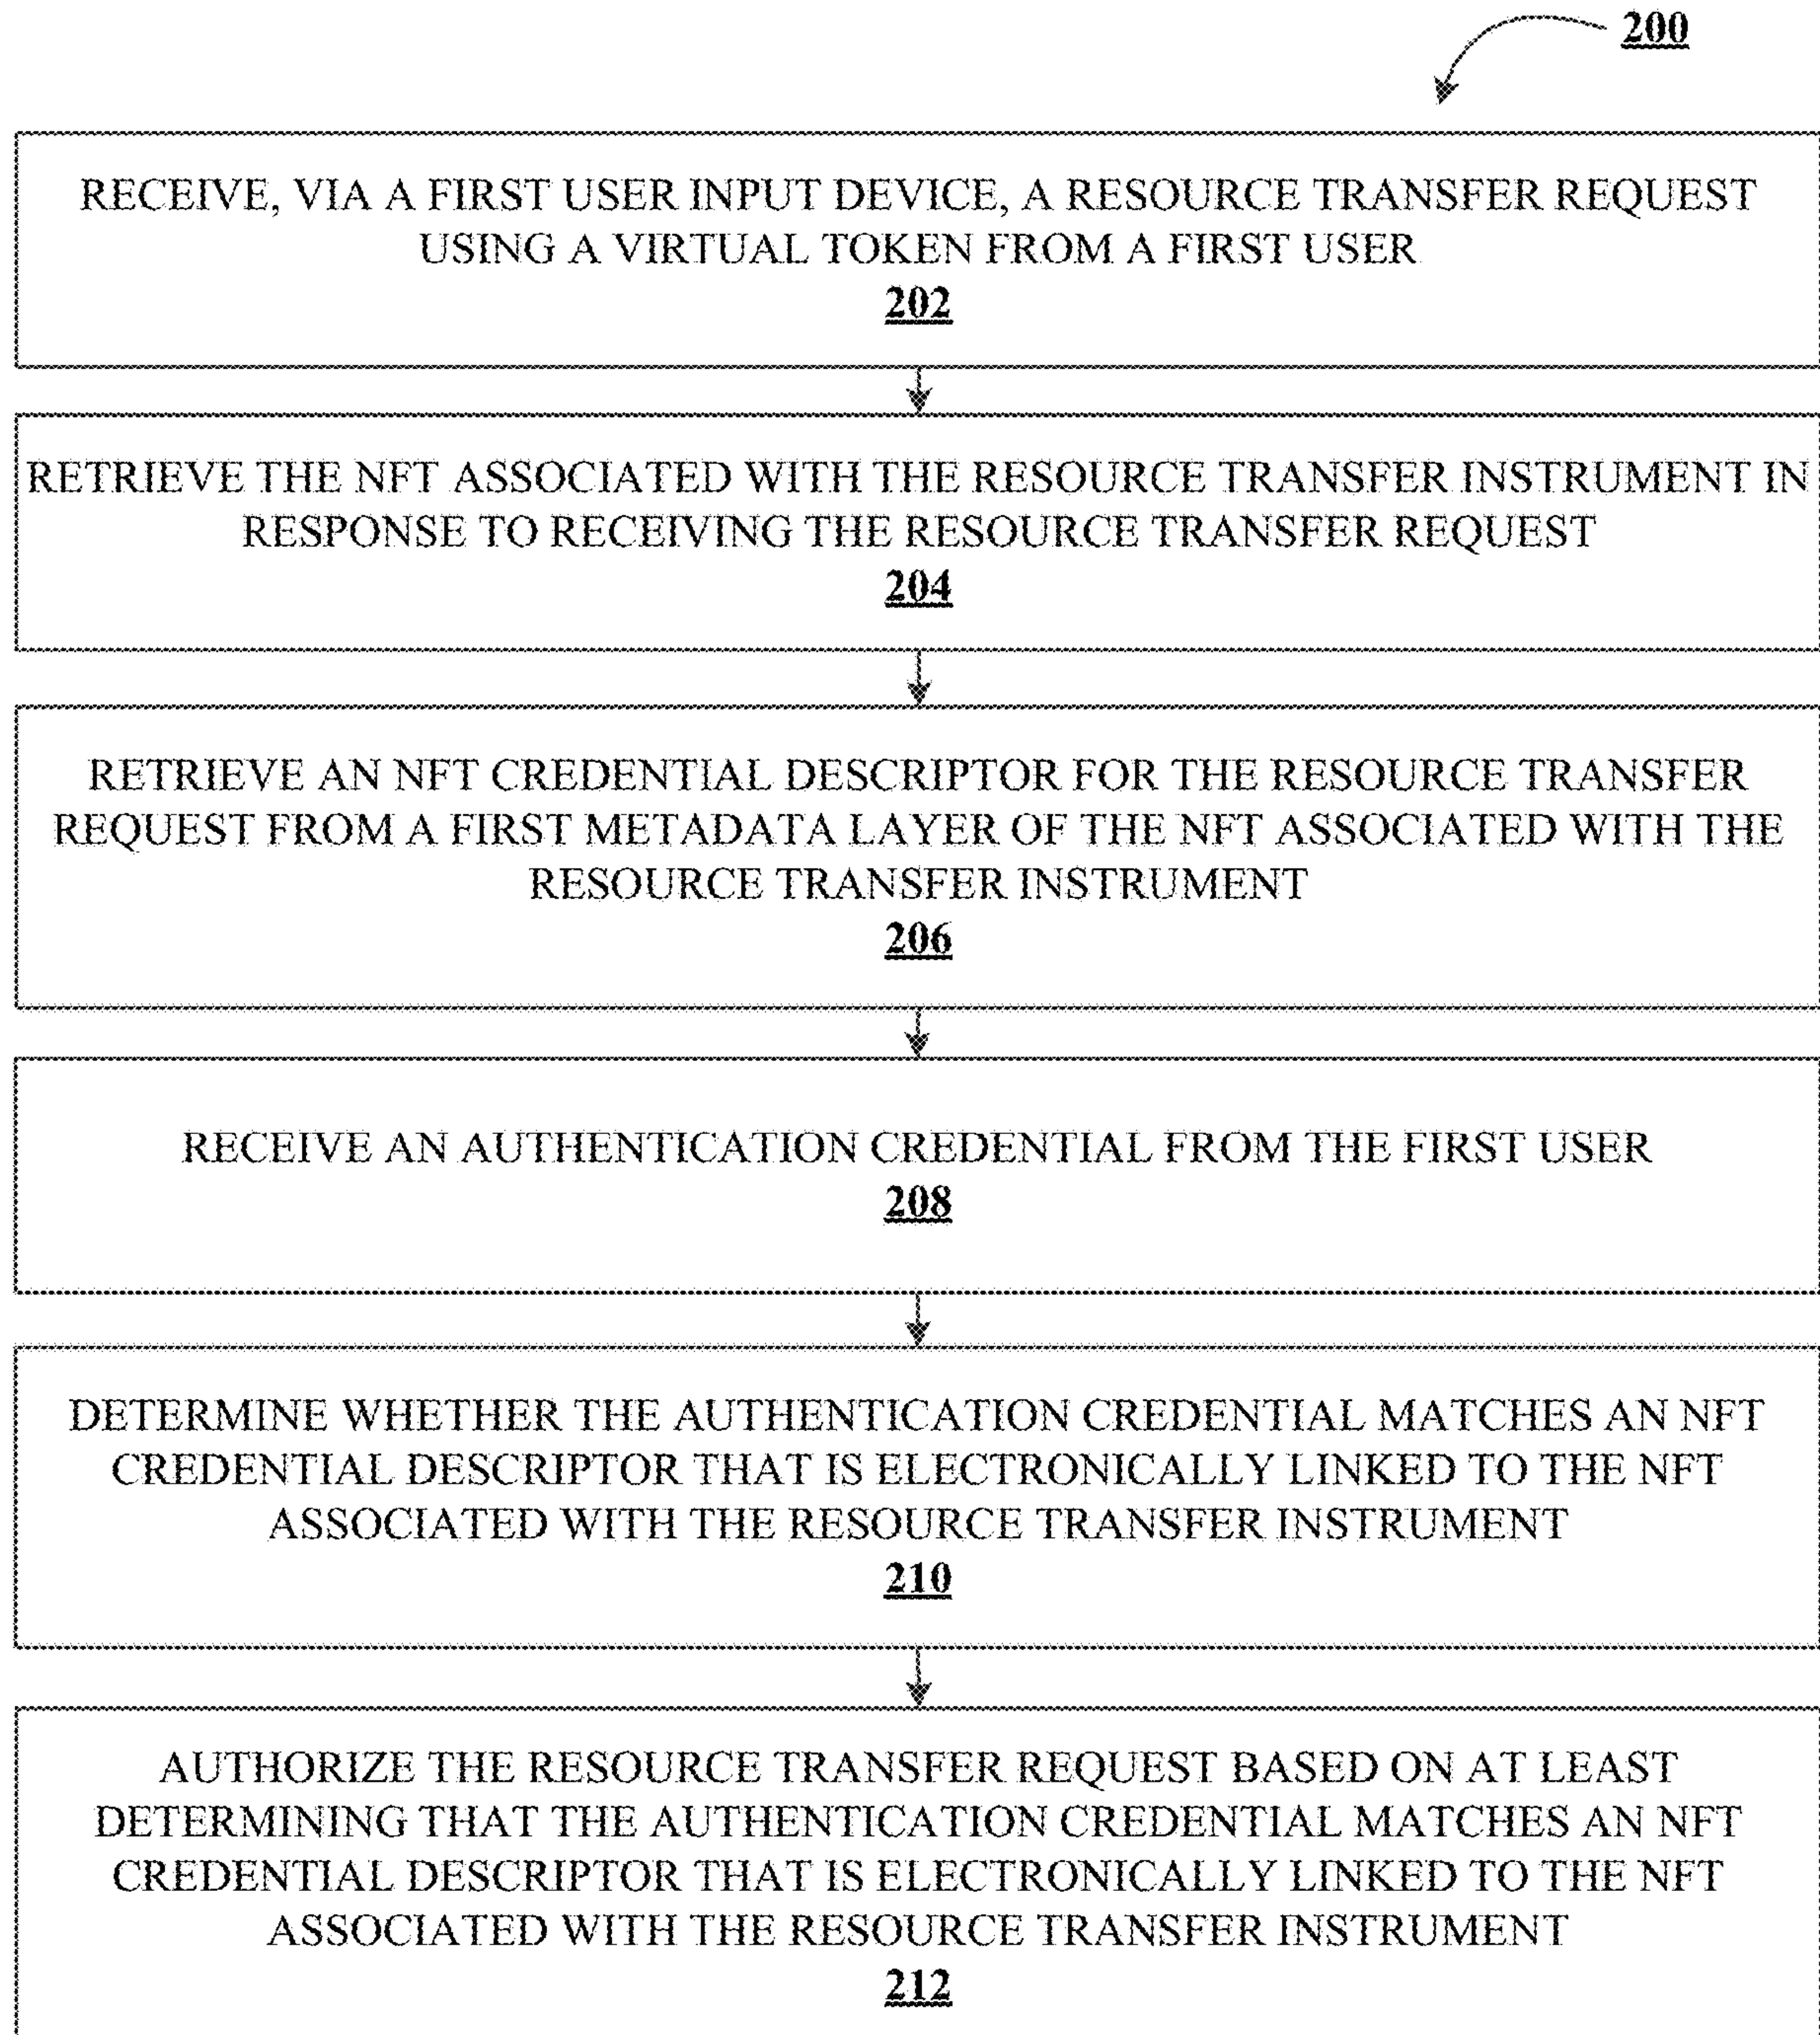 200
RECEIVE, VIA A FIRST USER INPUT DEVICE, A RESOURCE TRANSFER REQUEST
USING A VIRTUAL TOKEN FROM A FIRST USER
202
RETRIEVE THE NFT ASSOCIATED WITH THE RESOURCE TRANSFER INSTRUMENT IN
RESPONSE TO RECEIVING THE RESOURCE TRANSFER REQUEST
204
RETRIEVE AN NFT CREDENTIAL DESCRIPTOR FOR THE RESOURCE TRANSFER
REQUEST FROM A FIRST METADATA LAYER OF THE NFT ASSOCIATED WITH THE
RESOURCE TRANSFER INSTRUMENT
206
RECEIVE AN AUTHENTICATION CREDENTIAL FROM THE FIRST USER
208
DETERMINE WHETHER THE AUTHENTICATION CREDENTIAL MATCHES AN NFT
CREDENTIAL DESCRIPTOR THAT IS ELECTRONICALLY LINKED TO THE NFT
ASSOCIATED WITH THE RESOURCE TRANSFER INSTRUMENT
210
AUTHORIZE THE RESOURCE TRANSFER REQUEST BASED ON AT LEAST
DETERMINING THAT THE AUTHENTICATION CREDENTIAL MATCHES AN NFT
CREDENTIAL DESCRIPTOR THAT IS ELECTRONICALLY LINKED TO THE NFT
ASSOCIATED WITH THE RESOURCE TRANSFER INSTRUMENT
212